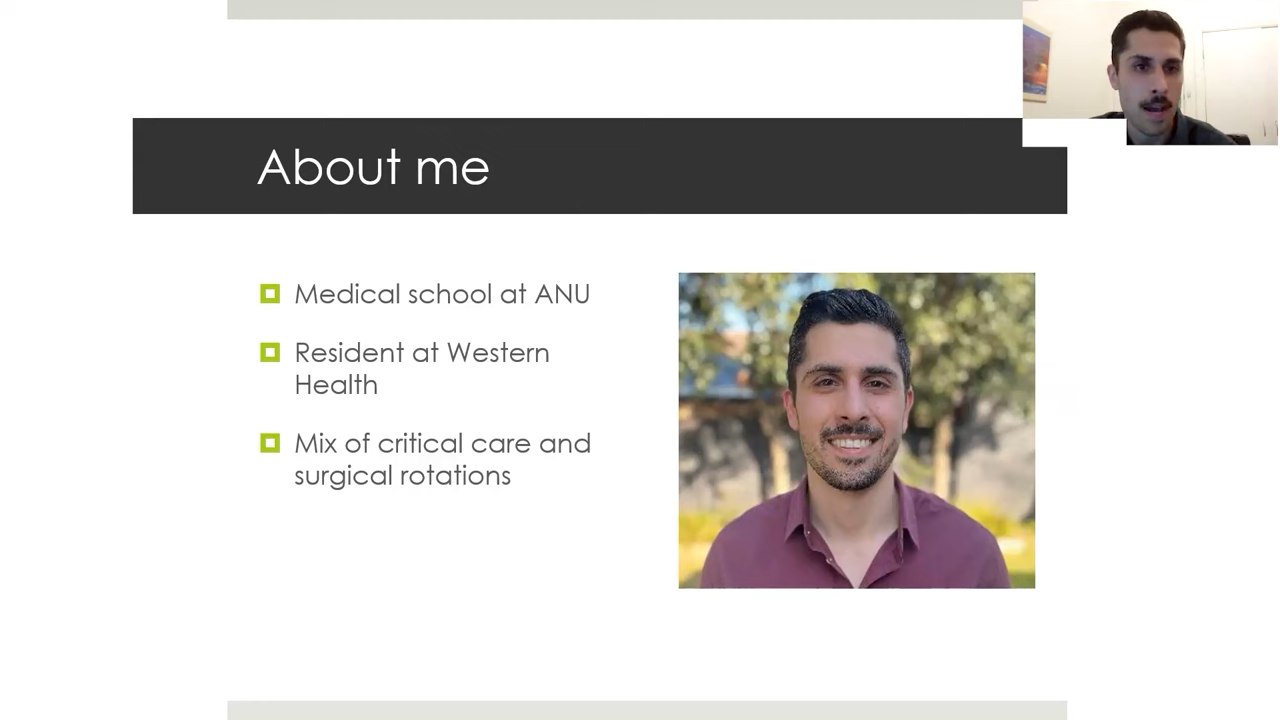 About me
Medical school at ANU
Resident at Western
Health
Mix of critical care and
surgical rotations